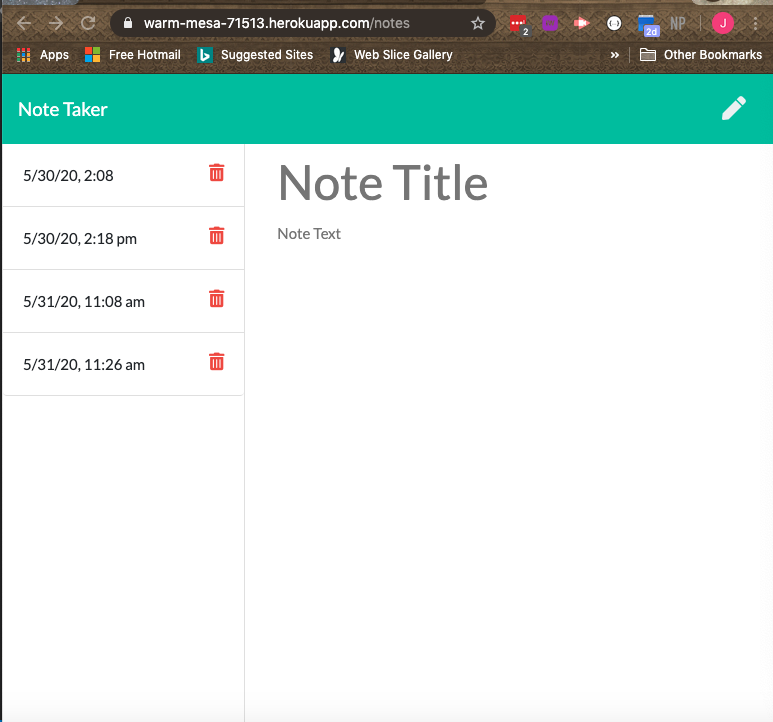 warm-mesa-71513.herokuapp.com/notes
2
2d
NP
J
Apps
Free Hotmail
Suggested Sites
Web Slice Gallery
»
Other Bookmarks
Note Taker
5/30/20, 2:08
Note Title
5/30/20, 2:18 pm
Note Text
5/31/20, 11:08 am
5/31/20, 11:26 am